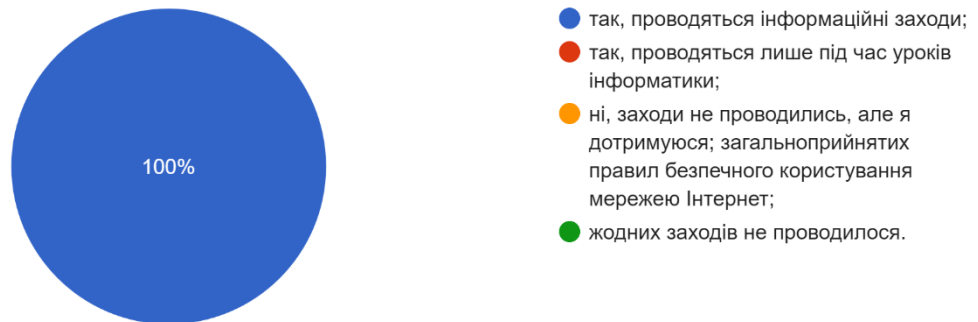 100%
так, проводяться інформаційні заходи;
так, проводяться лише під час уроків
інформатики;
ні, заходи не проводились, але я
дотримуюся; загальноприйнятих
правил безпечного користування
мережею Інтернет;
жодних заходів не проводилося.